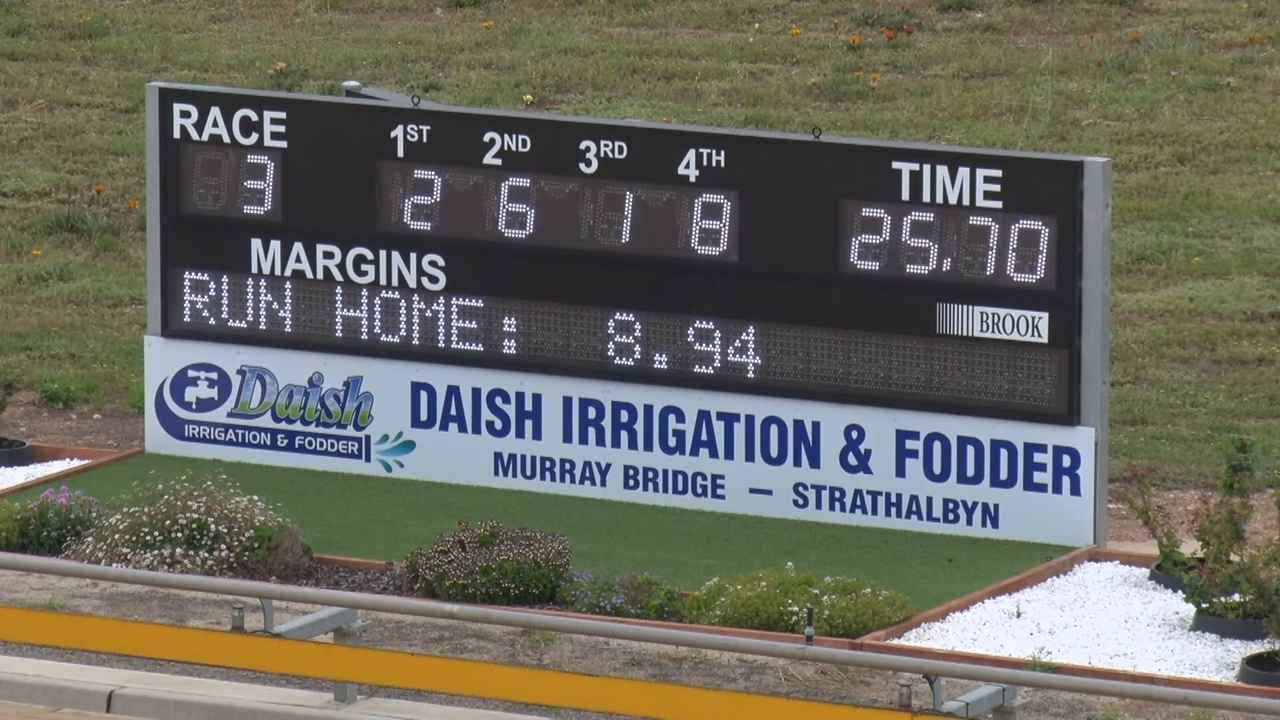 RACE 1ST 2ND 3RD 4TH TIME
3 2 6 1 8 25.70
MARGINS
RUN HOME: 8.94
BROOK
Daish
IRRIGATION & FODDER
DAISH IRRIGATION & FODDER
MURRAY BRIDGE – STRATHALBYN